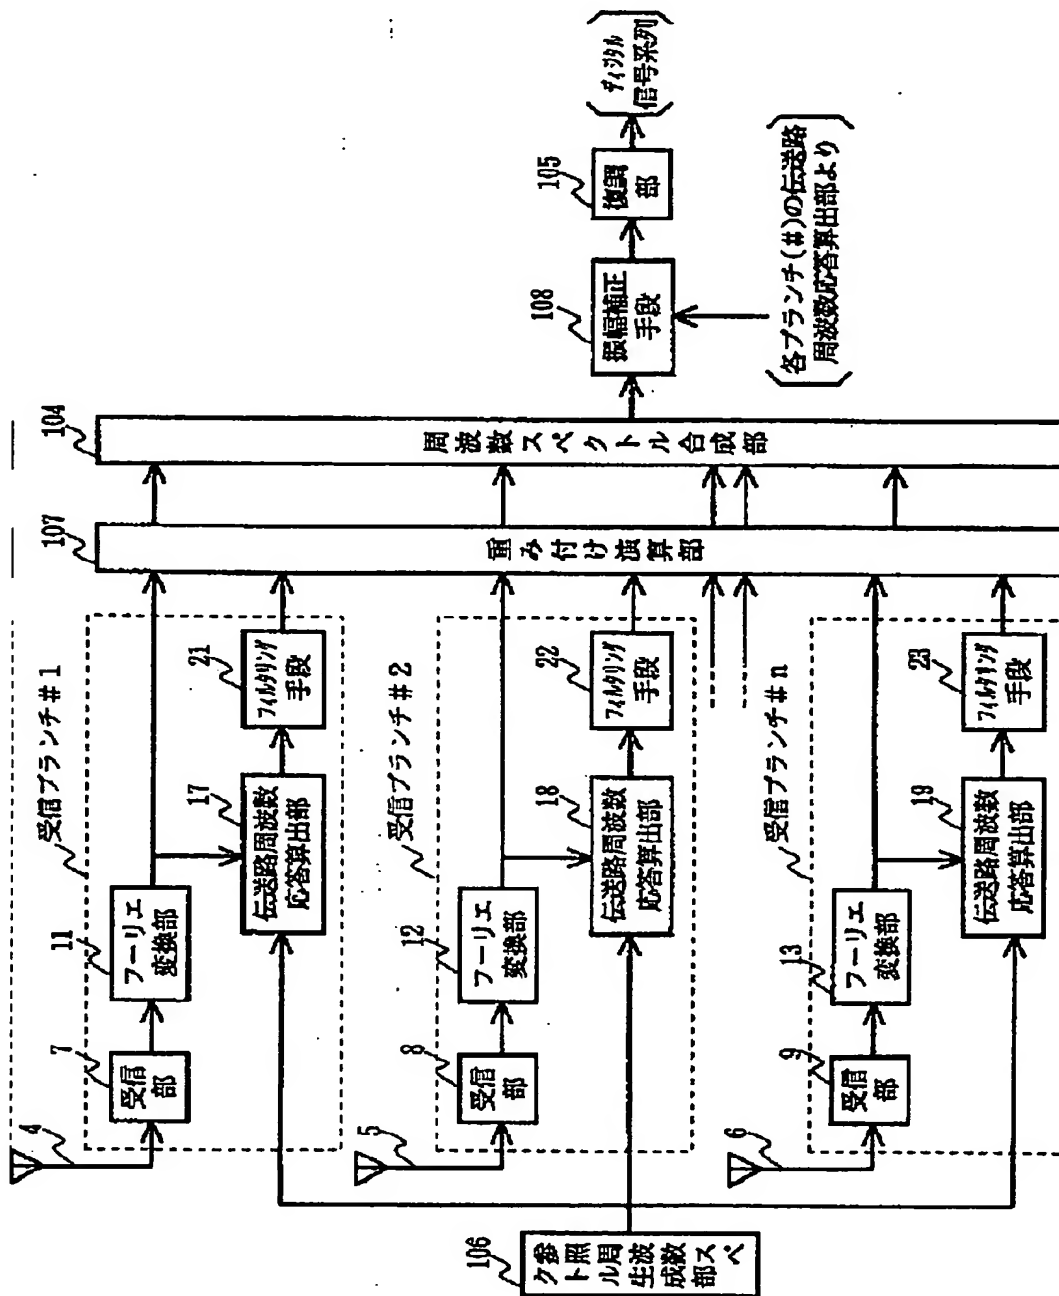 受信ブランチ#1
4
7
受信
部
11
フーリエ
変換部
17
伝送路周波数
応答算出部
21
フィルタリング
手段
受信ブランチ#2
5
8
受信
部
12
フーリエ
変換部
18
伝送路周波数
応答算出部
22
フィルタリング
手段
受信ブランチ#n
6
9
受信
部
13
フーリエ
変換部
19
伝送路周波数
応答算出部
23
フィルタリング
手段
106
参照周波数スペ
クトル生成部
107
重み付け演算部
104
周波数スペクトル合成部
108
振幅補正
手段
各ブランチ(#)の伝送路
周波数応答算出部より
105
復調
部
ディジタル
信号系列